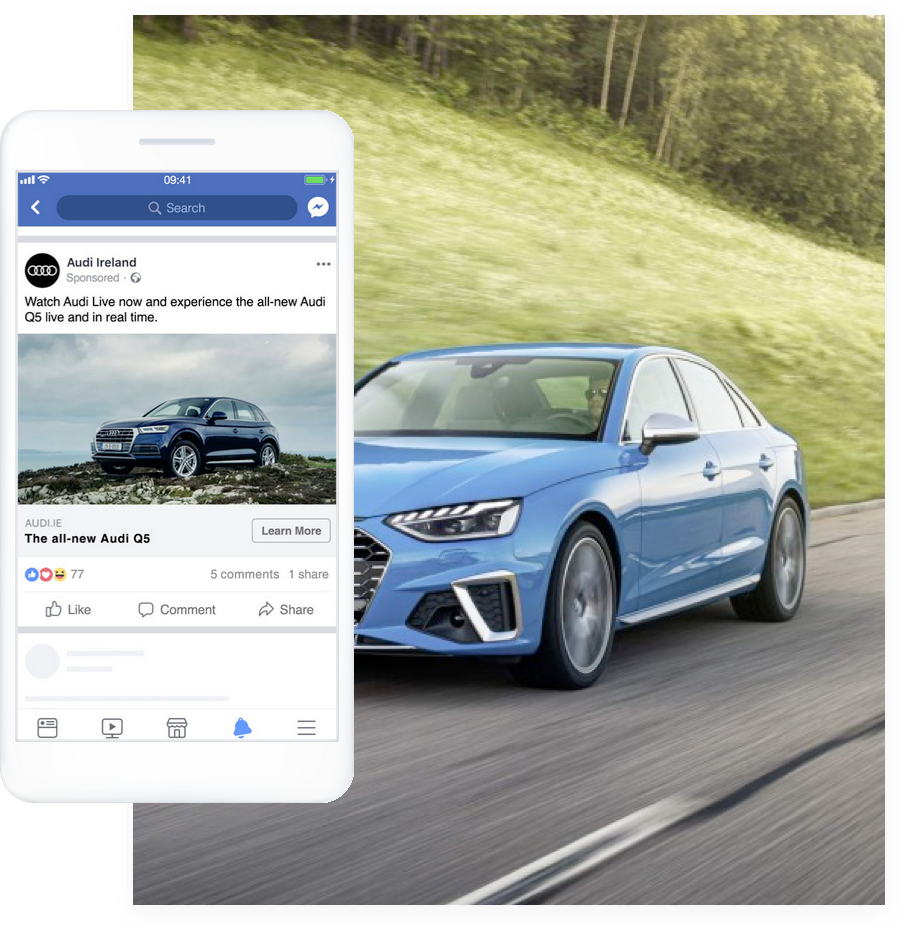 09:41
Search
Audi Ireland
Sponsored ·
Watch Audi Live now and experience the all-new Audi
Q5 live and in real time.
AUDI.IE
The all-new Audi Q5
Learn More
77
5 comments 1 share
Like Comment Share